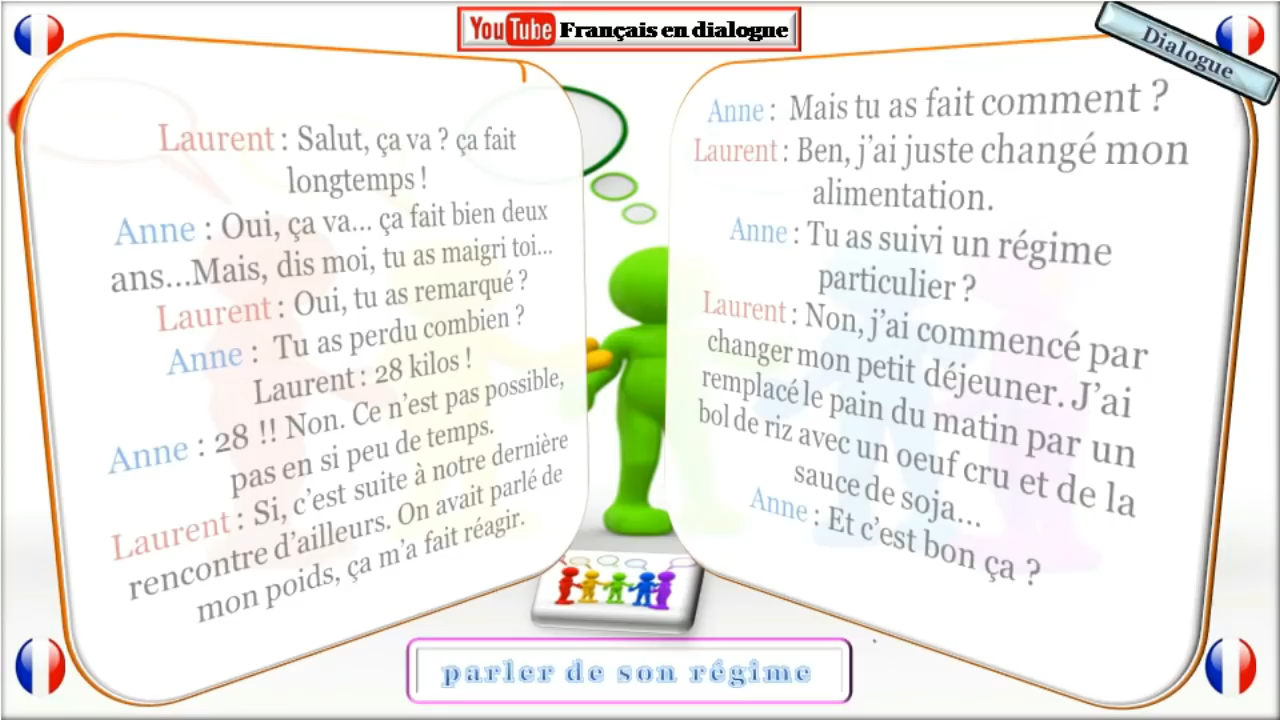 YouTube Français en dialogue
Dialogue
Laurent : Salut, ça va ? ça fait
longtemps !
Anne : Oui, ça va... ça fait bien deux
ans...Mais, dis moi, tu as maigri toi...
Laurent : Oui, tu as remarqué ?
Anne : Tu as perdu combien ?
Laurent : 28 kilos !
Anne : 28 !! Non. Ce n'est pas possible,
pas en si peu de temps.
Laurent : Si, c'est suite à notre dernière
rencontre d'ailleurs. On avait parlé de
mon poids, ça m'a fait réagir.
Anne : Mais tu as fait comment ?
Laurent : Ben, j'ai juste changé mon
alimentation.
Anne : Tu as suivi un régime
particulier ?
Laurent : Non, j'ai commencé par
changer mon petit déjeuner. J'ai
remplacé le pain du matin par un
bol de riz avec un oeuf cru et de la
sauce de soja...
Anne : Et c'est bon ça ?
parler de son régime